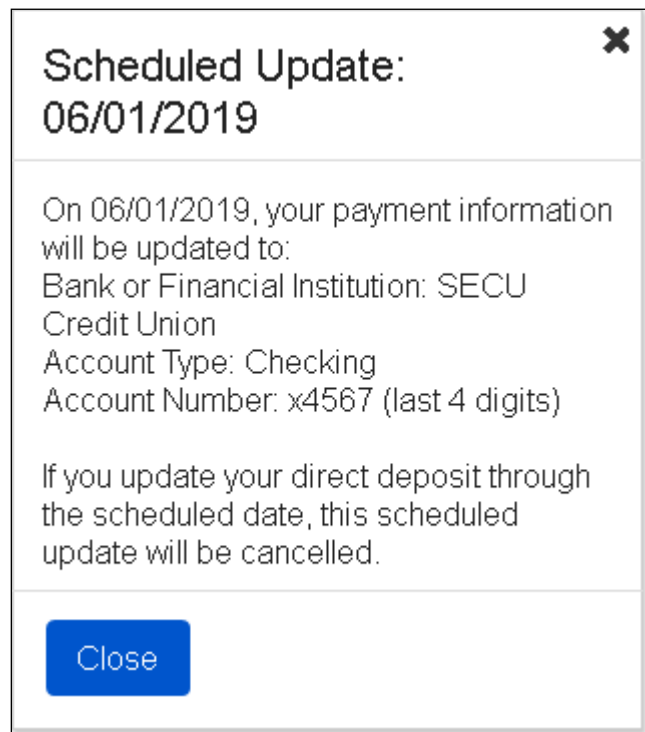 Scheduled Update:
06/01/2019
On 06/01/2019, your payment information
will be updated to:
Bank or Financial Institution: SECU
Credit Union
Account Type: Checking
Account Number: x4567 (last 4 digits)
If you update your direct deposit through
the scheduled date, this scheduled
update will be cancelled.
Close